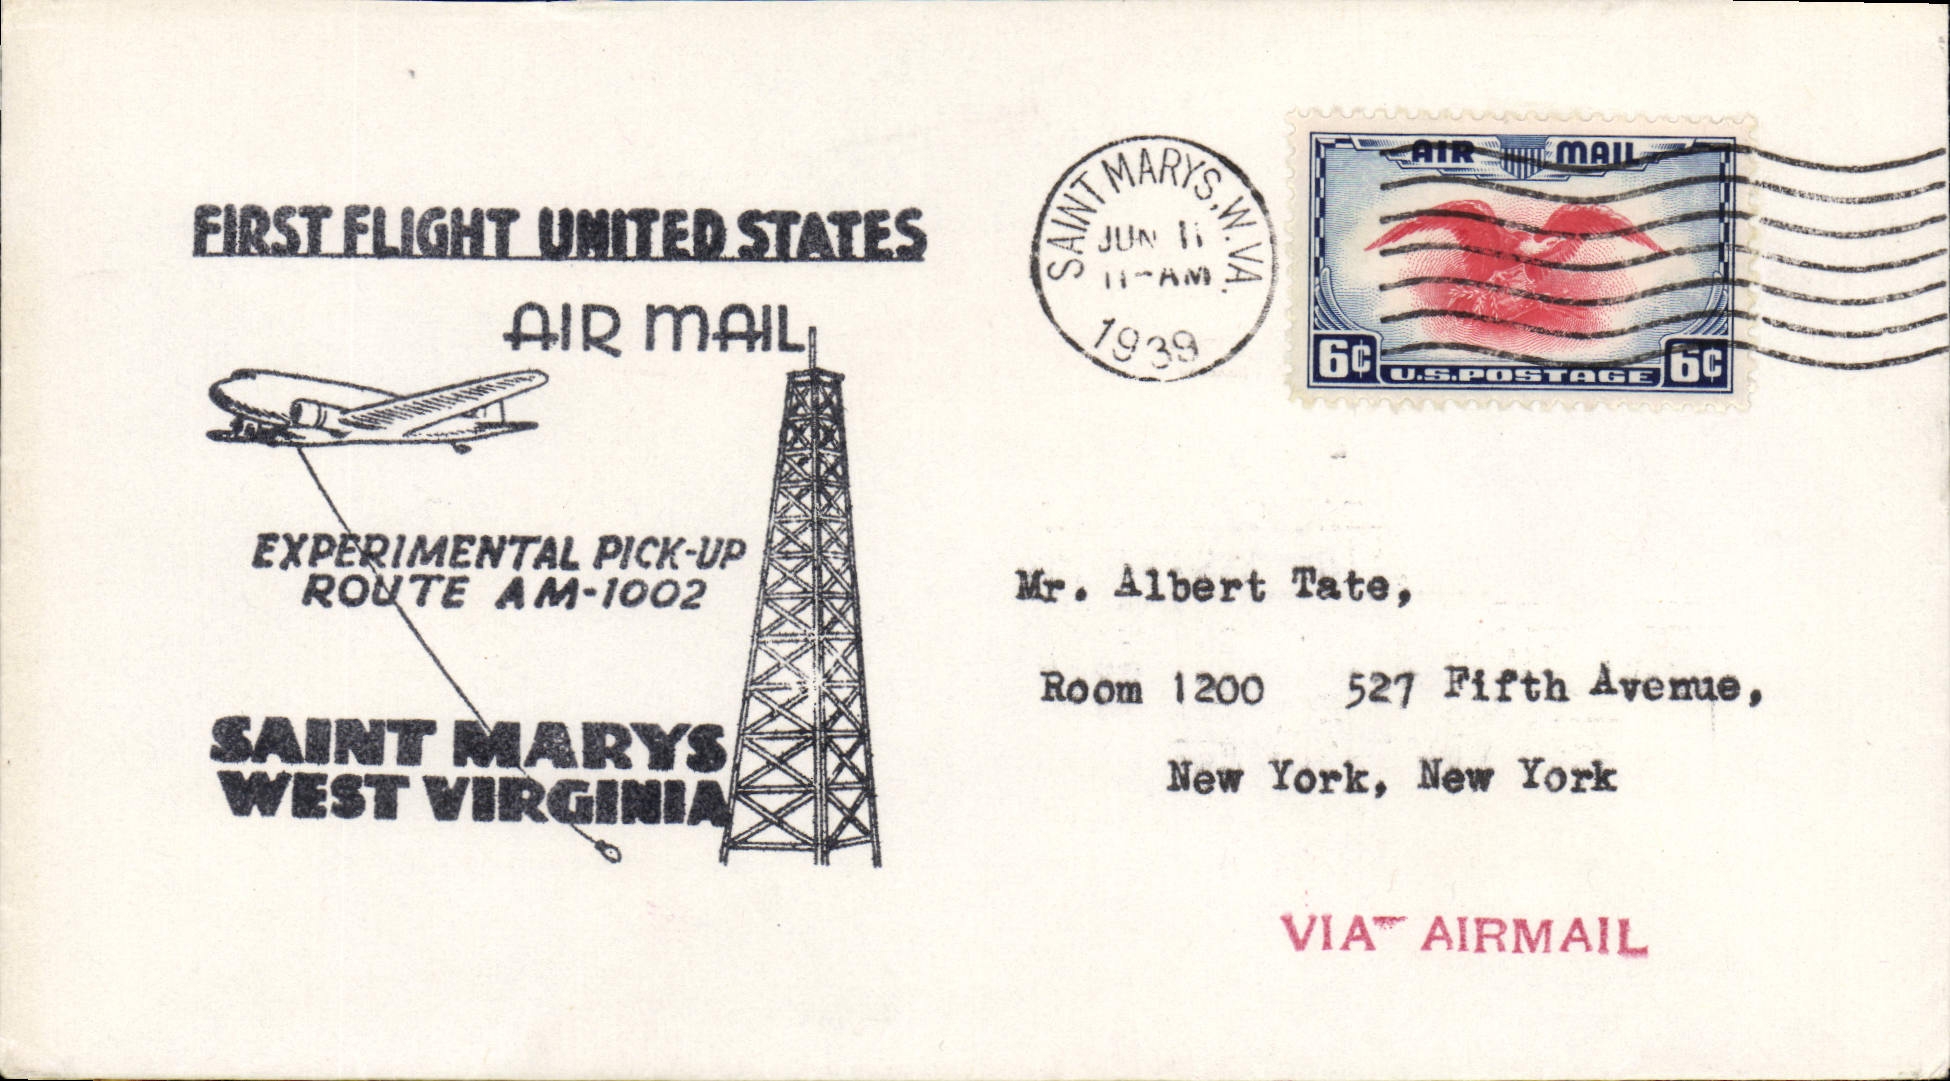 FIRST FLIGHT UNITED STATES
AIR MAIL
EXPERIMENTAL PICK-UP
ROUTE AM-1002
SAINT MARYS
WEST VIRGINIA
SAINT MARYS, W. VA.
JUN 11
11-AM
1939
AIR MAIL
6¢ U.S. POSTAGE 6¢
Mr. Albert Tate,
Room 1200 527 Fifth Avenue,
New York, New York
VIA AIRMAIL